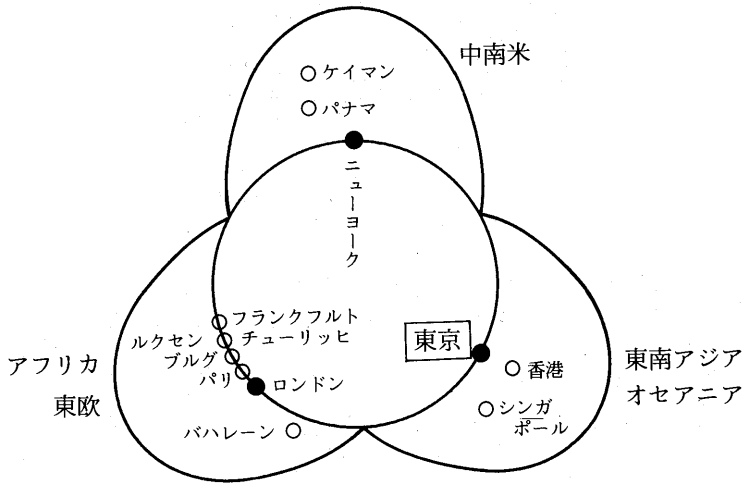 中南米
ケイマン
パナマ
ニューヨーク
フランクフルト
チューリッヒ
ルクセン
ブルグ
パリ
ロンドン
バハレーン
アフリカ
東欧
東京
香港
シンガ
ポール
東南アジア
オセアニア